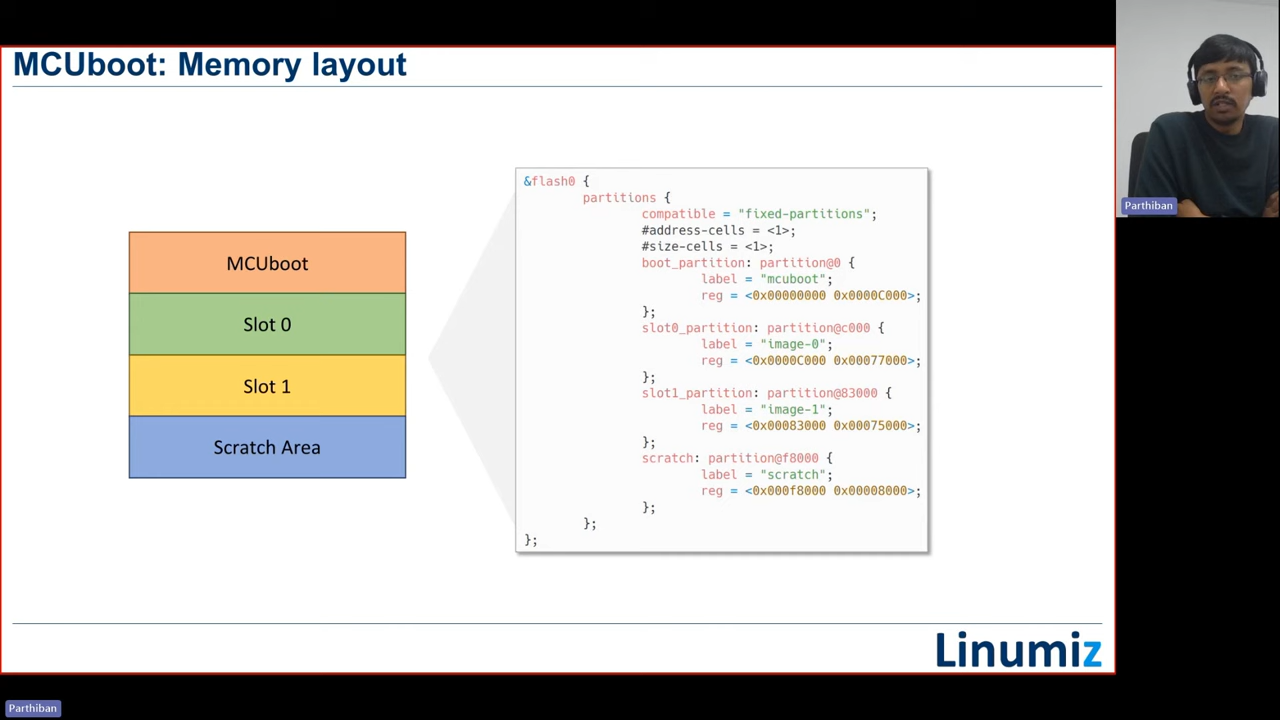 MCUboot: Memory layout
MCUboot
Slot 0
Slot 1
Scratch Area
&flash0 {
partitions {
compatible = "fixed-partitions";
#address-cells = <1>;
#size-cells = <1>;
boot_partition: partition@0 {
label = "mcuboot";
reg = <0x00000000 0x0000C000>;
};
slot0_partition: partition@c000 {
label = "image-0";
reg = <0x0000C000 0x00077000>;
};
slot1_partition: partition@83000 {
label = "image-1";
reg = <0x00083000 0x00075000>;
};
scratch: partition@f8000 {
label = "scratch";
reg = <0x000f8000 0x00008000>;
};
};
};
Linumiz
Parthiban
Parthiban